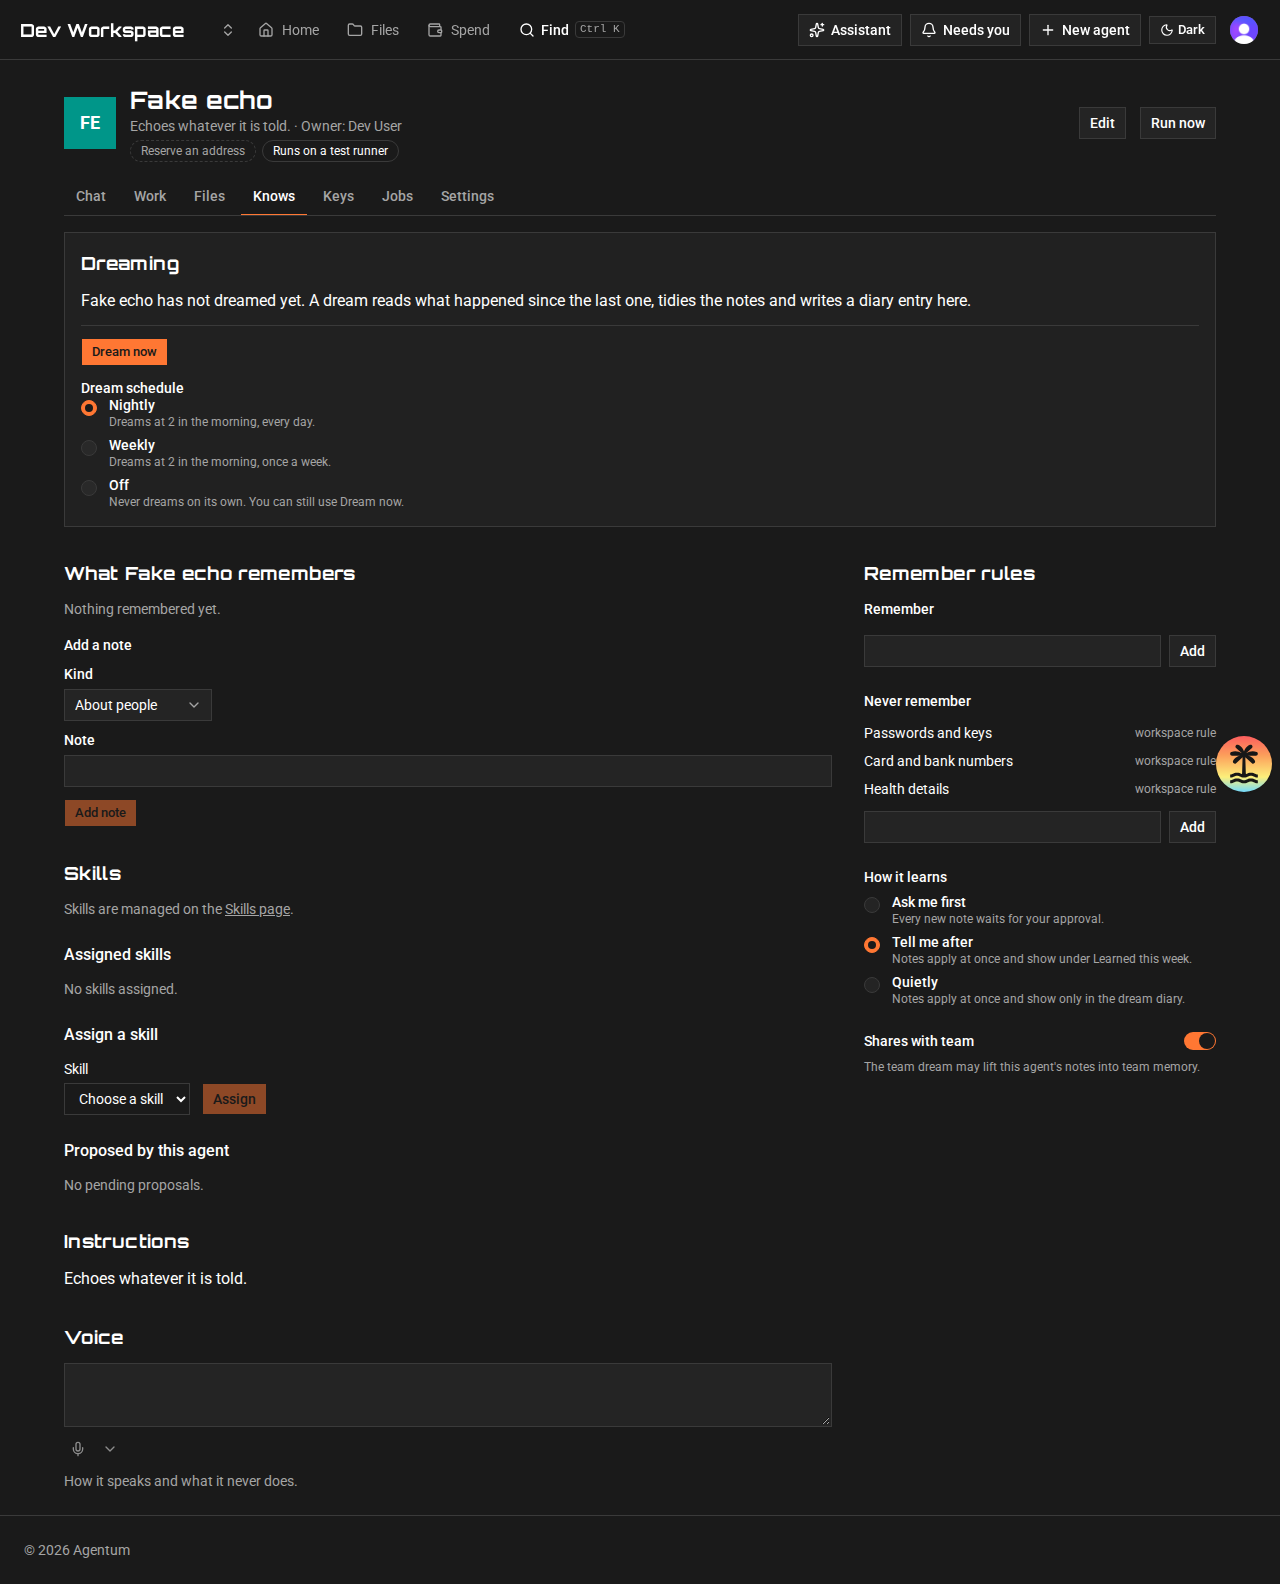 Dev Workspace
Home
Files
Spend
Find Ctrl K
Assistant
Needs you
New agent
Dark
FE
Fake echo
Echoes whatever it is told. · Owner: Dev User
Reserve an address
Runs on a test runner
Edit
Run now
Chat
Work
Files
Knows
Keys
Jobs
Settings
Dreaming
Fake echo has not dreamed yet. A dream reads what happened since the last one, tidies the notes and writes a diary entry here.
Dream now
Dream schedule
Nightly
Dreams at 2 in the morning, every day.
Weekly
Dreams at 2 in the morning, once a week.
Off
Never dreams on its own. You can still use Dream now.
What Fake echo remembers
Nothing remembered yet.
Add a note
Kind
About people
Note
Add note
Skills
Skills are managed on the Skills page.
Assigned skills
No skills assigned.
Assign a skill
Skill
Choose a skill
Assign
Proposed by this agent
No pending proposals.
Instructions
Echoes whatever it is told.
Voice
How it speaks and what it never does.
Remember rules
Remember
Add
Never remember
Passwords and keys workspace rule
Card and bank numbers workspace rule
Health details workspace rule
Add
How it learns
Ask me first
Every new note waits for your approval.
Tell me after
Notes apply at once and show under Learned this week.
Quietly
Notes apply at once and show only in the dream diary.
Shares with team
The team dream may lift this agent's notes into team memory.
© 2026 Agentum